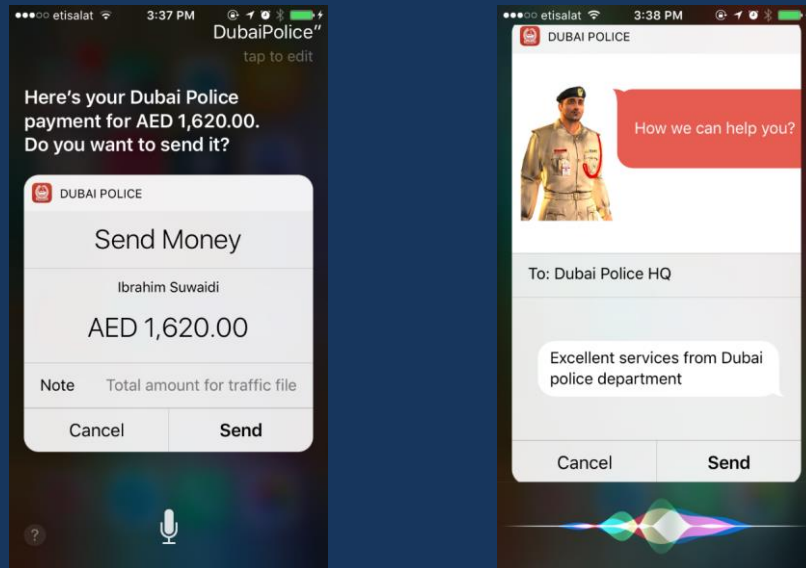 etisalat 3:37 PM
DubaiPolice”
tap to edit
Here's your Dubai Police
payment for AED 1,620.00.
Do you want to send it?
DUBAI POLICE
Send Money
Ibrahim Suwaidi
AED 1,620.00
Note Total amount for traffic file
Cancel Send
?
etisalat 3:38 PM
DUBAI POLICE
How we can help you?
To: Dubai Police HQ
Excellent services from Dubai
police department
Cancel Send